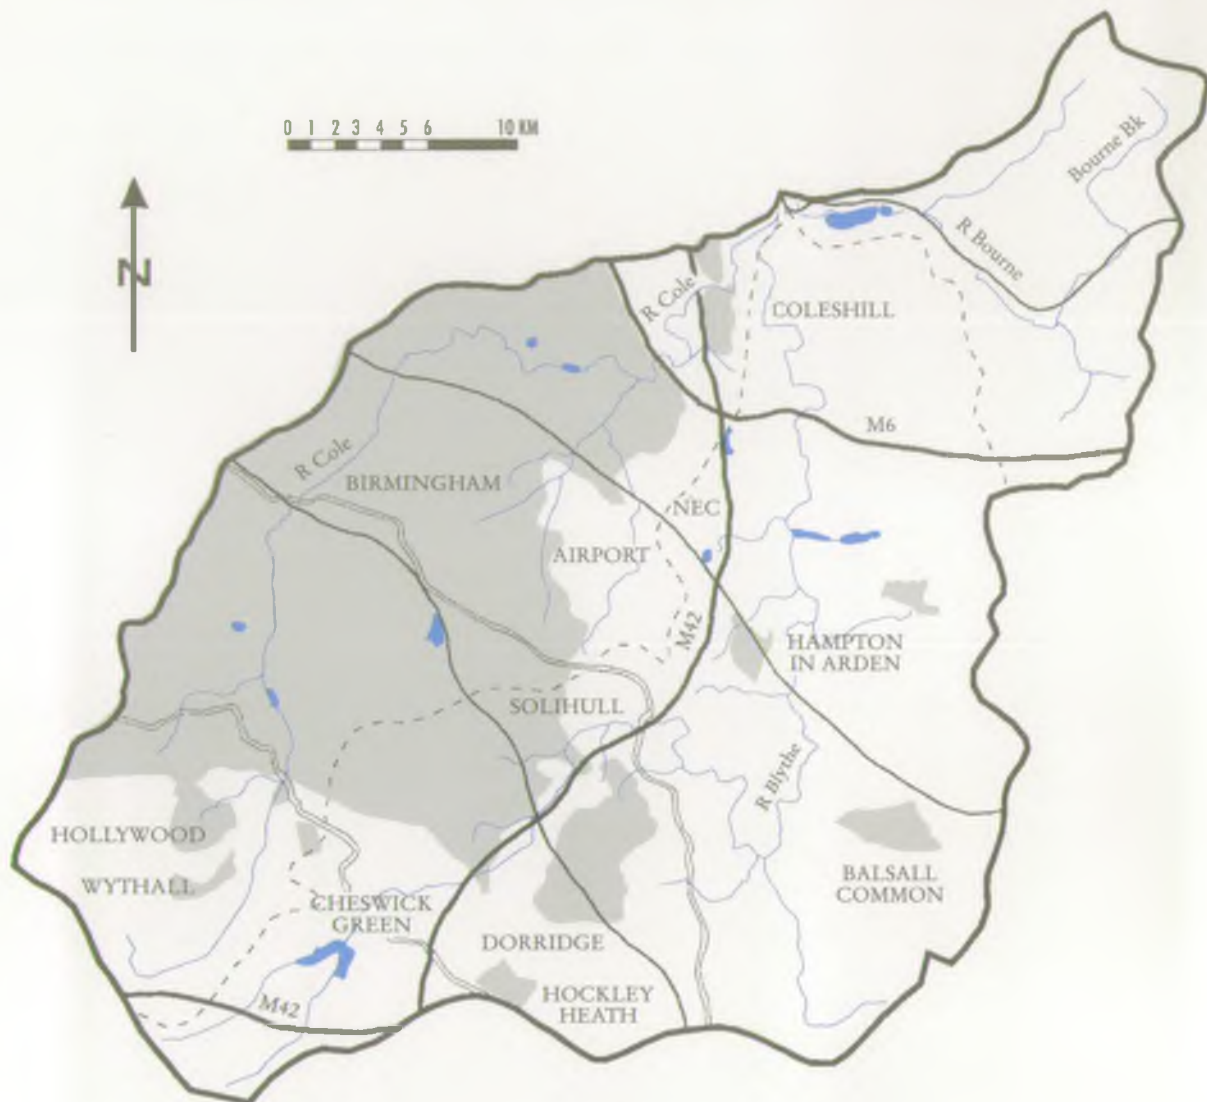 0 1 2 3 4 5 6 10 KM
N
Bourne Bk
R Bourne
R Cole
COLESHILL
M6
R Cole
BIRMINGHAM
NEC
AIRPORT
M42
HAMPTON
IN ARDEN
SOLIHULL
R Blythe
HOLLYWOOD
WYTHALL
BALSALL
COMMON
CHESWICK
GREEN
DORRIDGE
HOCKLEY
HEATH
M42